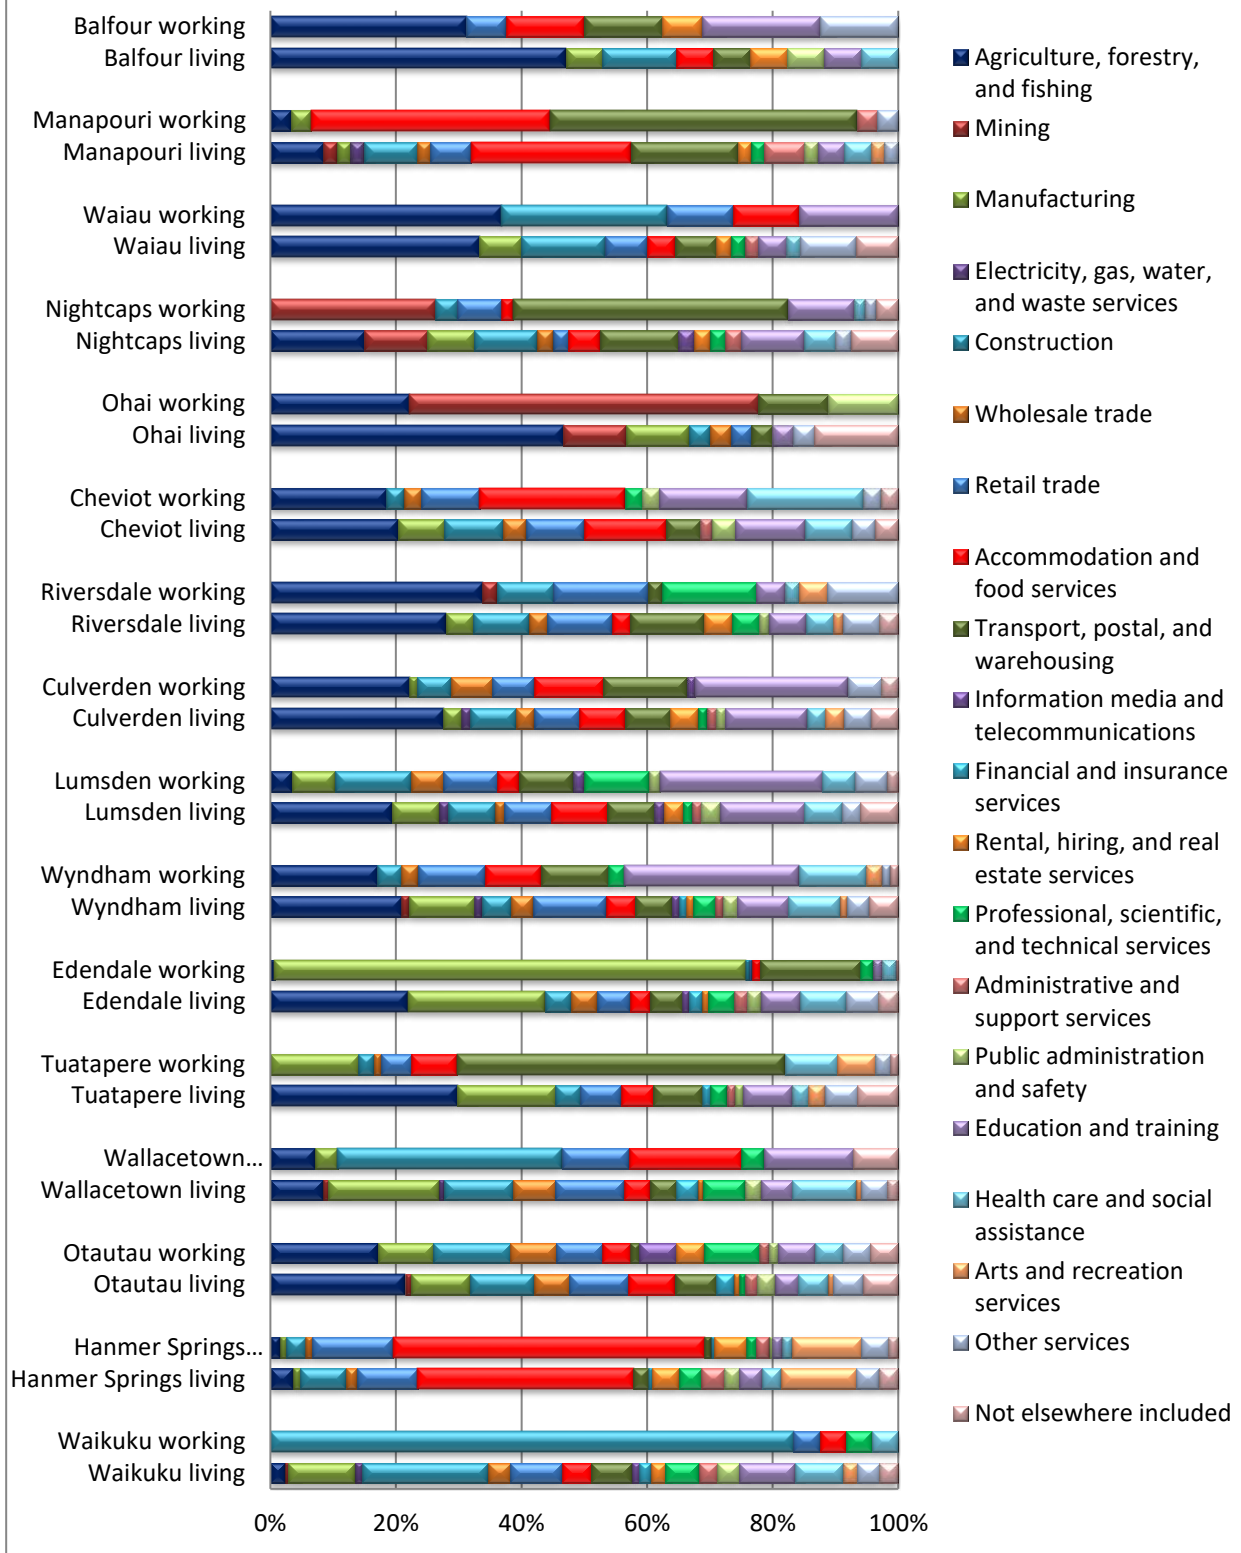 Balfour working
Balfour living
Manapouri working
Manapouri living
Waiau working
Waiau living
Nightcaps working
Nightcaps living
Ohai working
Ohai living
Cheviot working
Cheviot living
Riversdale working
Riversdale living
Culverden working
Culverden living
Lumsden working
Lumsden living
Wyndham working
Wyndham living
Edendale working
Edendale living
Tuatapere working
Tuatapere living
Wallacetown...
Wallacetown living
Otautau working
Otautau living
Hanmer Springs...
Hanmer Springs living
Waikuku working
Waikuku living
0% 20% 40% 60% 80% 100%
Agriculture, forestry,
and fishing
Mining
Manufacturing
Electricity, gas, water,
and waste services
Construction
Wholesale trade
Retail trade
Accommodation and
food services
Transport, postal, and
warehousing
Information media and
telecommunications
Financial and insurance
services
Rental, hiring, and real
estate services
Professional, scientific,
and technical services
Administrative and
support services
Public administration
and safety
Education and training
Health care and social
assistance
Arts and recreation
services
Other services
Not elsewhere included